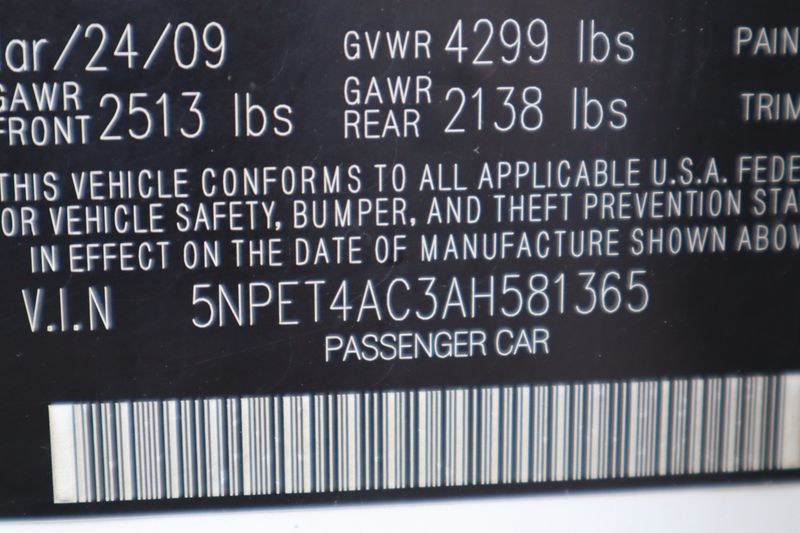 ar/24/09 GVWR 4299 lbs PAIN
GAWR FRONT 2513 lbs GAWR REAR 2138 lbs TRIM
THIS VEHICLE CONFORMS TO ALL APPLICABLE U.S.A. FEDE
OR VEHICLE SAFETY, BUMPER, AND THEFT PREVENTION STA
IN EFFECT ON THE DATE OF MANUFACTURE SHOWN ABOV
V.I.N 5NPET4AC3AH581365
PASSENGER CAR